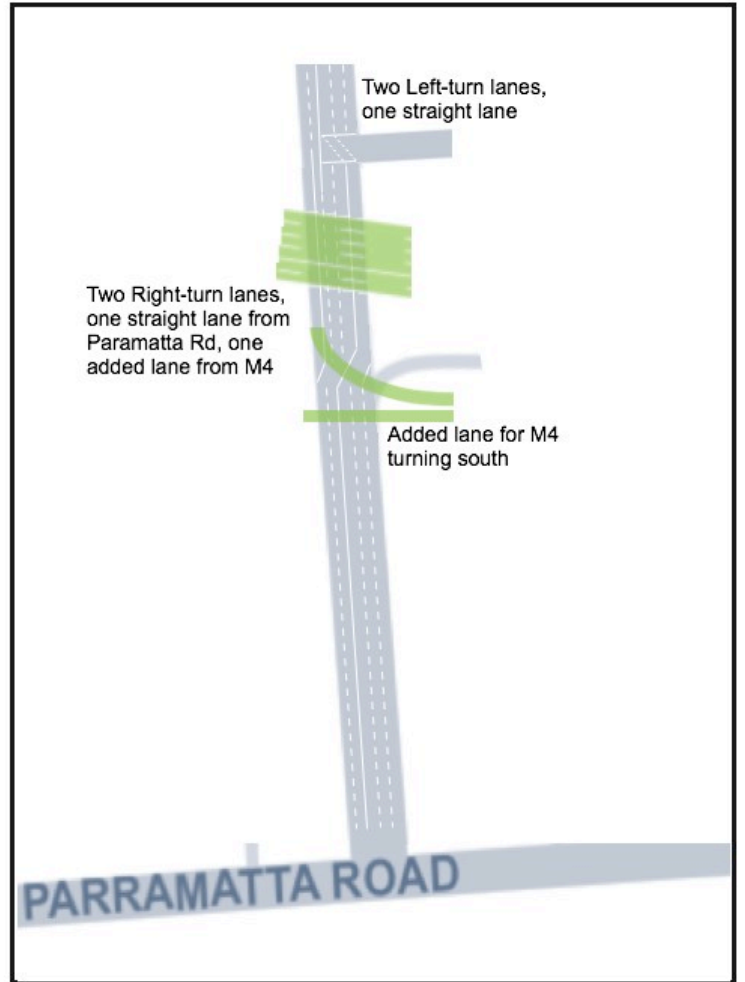 Two Left-turn lanes,
one straight lane
Two Right-turn lanes,
one straight lane from
Paramatta Rd, one
added lane from M4
Added lane for M4
turning south
PARRAMATTA ROAD